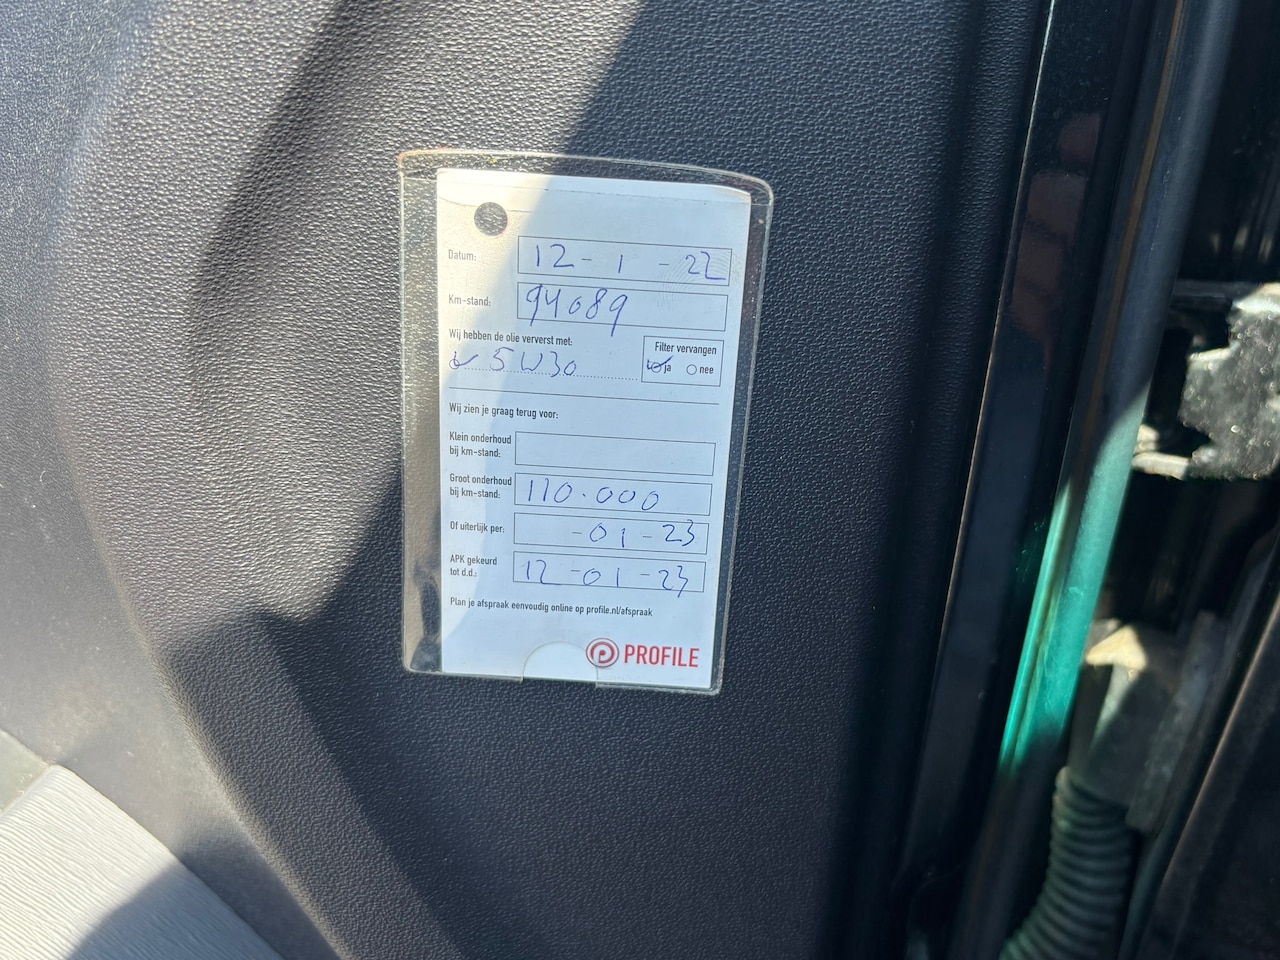 Datum: 12 - 1 - 22
Km-stand: 94089
Wij hebben de olie ververst met:
5W30
Filter vervangen
ja nee
Wij zien je graag terug voor:
Klein onderhoud
bij km-stand:
Groot onderhoud
bij km-stand: 110.000
Of uiterlijk per: -01-23
APK gekeurd
tot d.d.: 12-01-23
Plan je afspraak eenvoudig online op profile.nl/afspraak
PROFILE